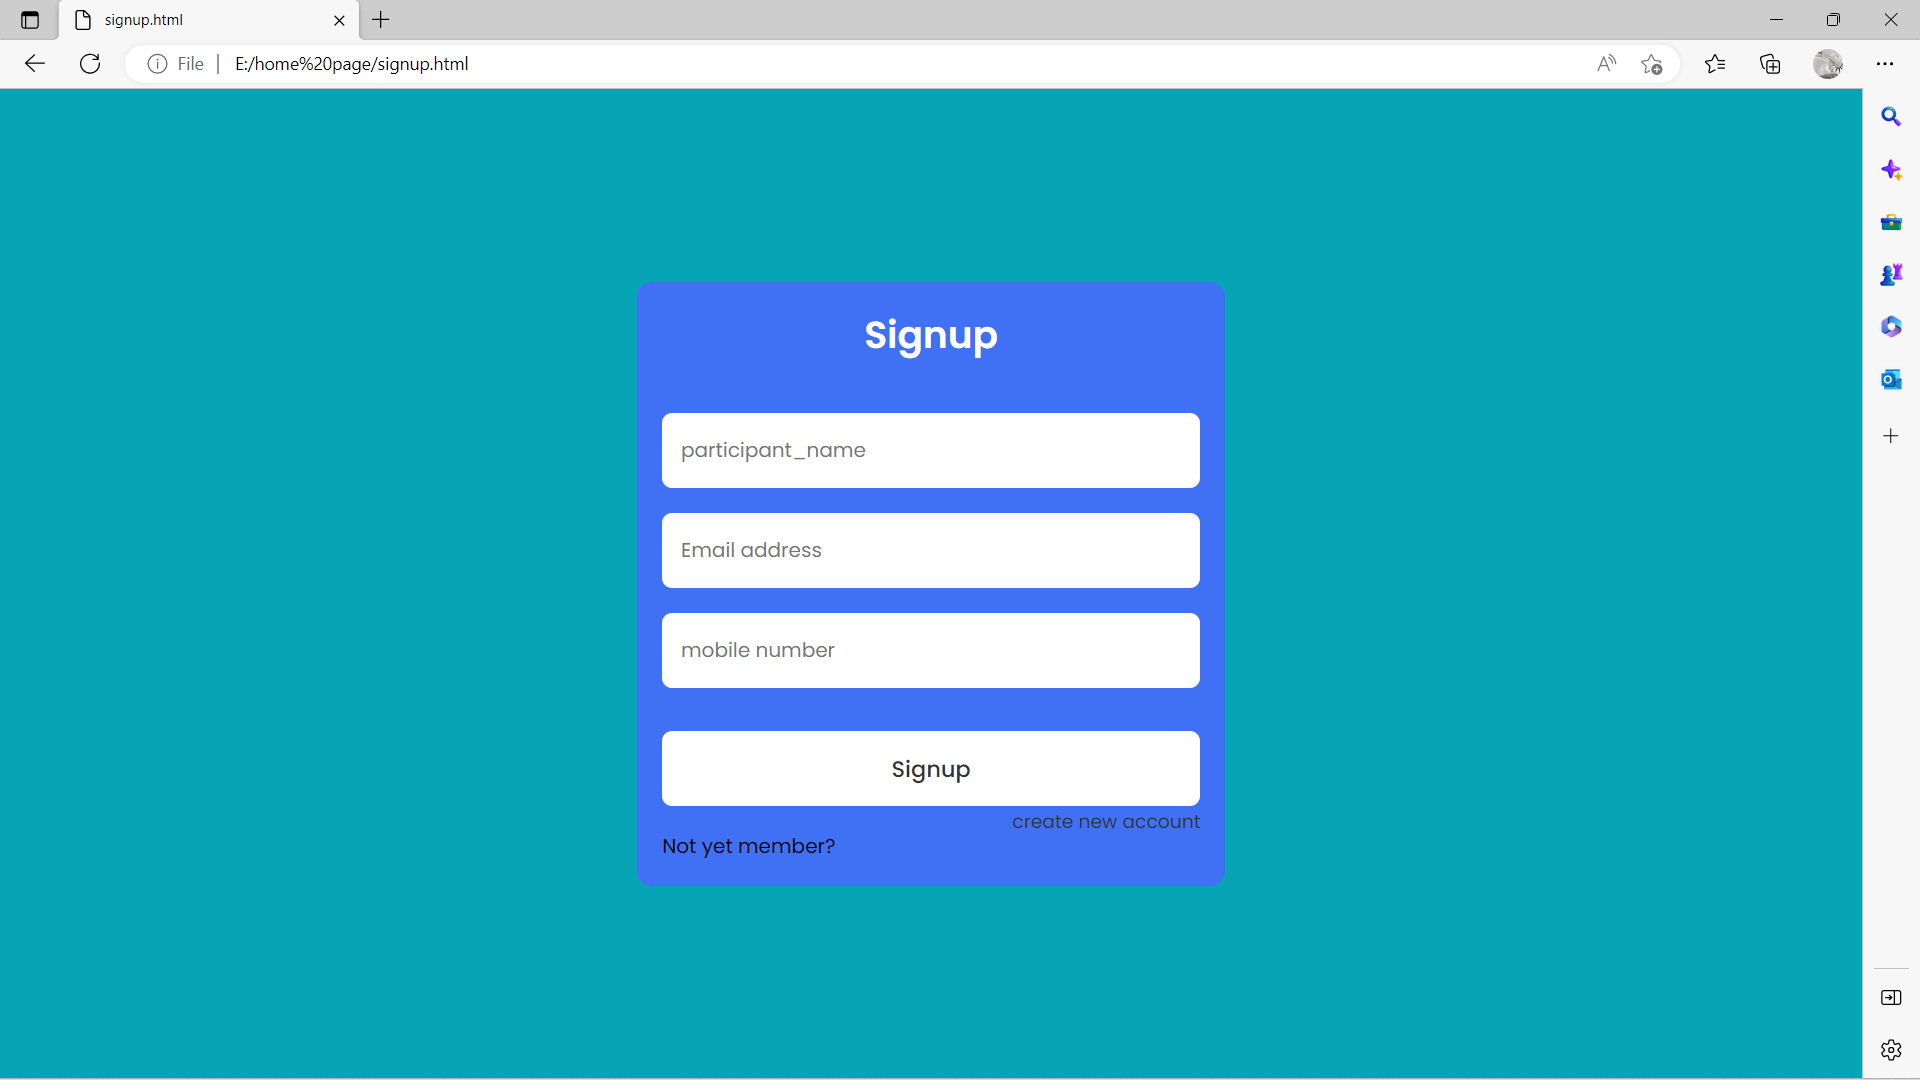 signup.html
File
E:/home%20page/signup.html
Signup
participant_name
Email address
mobile number
Signup
create new account
Not yet member?